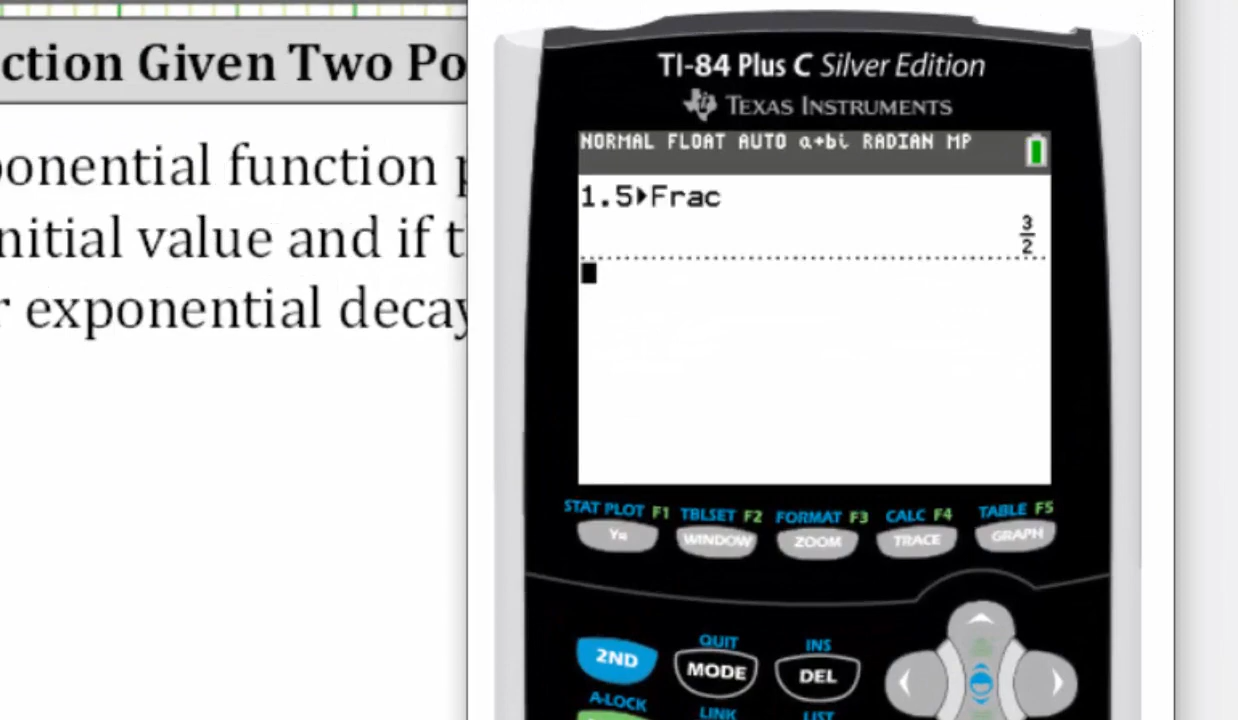 ction Given Two Po
ponential function p
nitial value and if t
r exponential decay
TI-84 Plus C Silver Edition
TEXAS INSTRUMENTS
NORMAL FLOAT AUTO a+bi RADIAN MP
1.5▸Frac
3
2
STAT PLOT F1 TBLSET F2 FORMAT F3 CALC F4 TABLE F5
Y= WINDOW ZOOM TRACE GRAPH
QUIT INS
2ND MODE DEL
A-LOCK LINK LIST